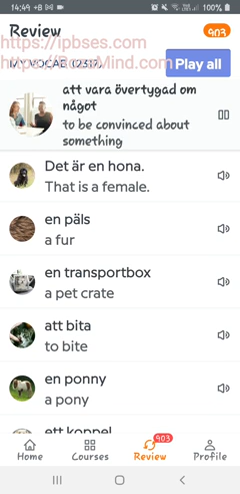 14:49
100%
Review
903
https://ipbses.com
MY VOCAB (2317)
Play all
att vara övertygad om
något
to be convinced about
something
Det är en hona.
That is a female.
en päls
a fur
en transportbox
a pet crate
att bita
to bite
en ponny
a pony
ett koppel
903
Home
Courses
Review
Profile